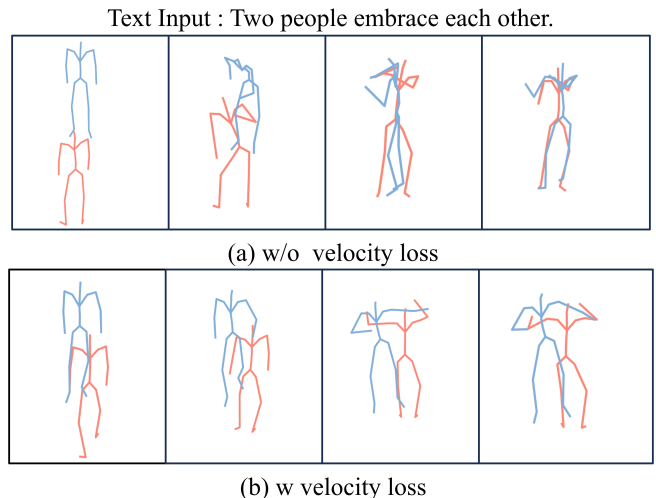 Text Input : Two people embrace each other.
(a) w/o velocity loss
(b) w velocity loss